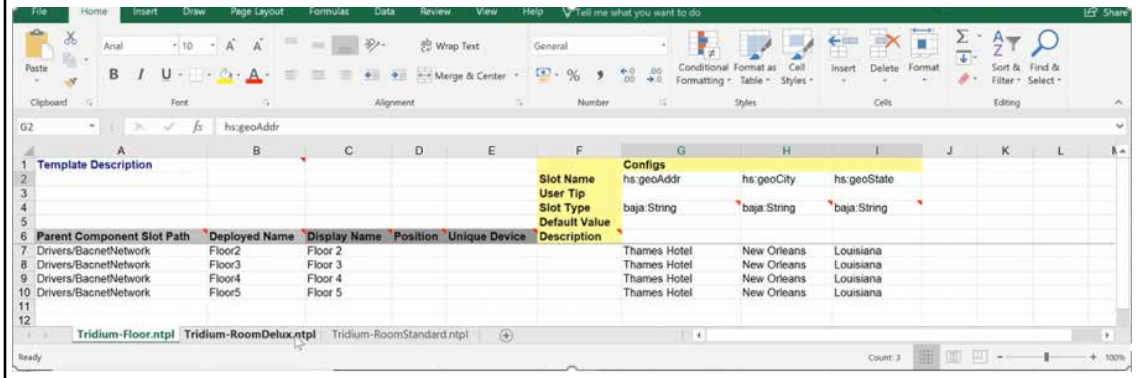 File Home Insert Draw Page Layout Formulas Data Review View Help Tell me what you want to do Share
Paste
Arial 10 A A
B I U A
Wrap Text
Merge & Center
General
% ,
Conditional Formatting
Format as Table
Cell Styles
Insert Delete Format
Sort & Filter
Find & Select
Clipboard Font Alignment Number Styles Cells Editing
G2 fx hs:geoAddr
A B C D E F G H I J K L
1 Template Description Configs
2 Slot Name hs:geoAddr hs:geoCity hs:geoState
3 User Tip
4 Slot Type baja:String baja:String baja:String
5 Default Value
6 Parent Component Slot Path Deployed Name Display Name Position Unique Device Description
7 Drivers/BacnetNetwork Floor2 Floor 2 Thames Hotel New Orleans Louisiana
8 Drivers/BacnetNetwork Floor3 Floor 3 Thames Hotel New Orleans Louisiana
9 Drivers/BacnetNetwork Floor4 Floor 4 Thames Hotel New Orleans Louisiana
10 Drivers/BacnetNetwork Floor5 Floor 5 Thames Hotel New Orleans Louisiana
11
12
Tridium-Floor.ntpl Tridium-RoomDelux.ntpl Tridium-RoomStandard.ntpl
Ready Count: 3 100%